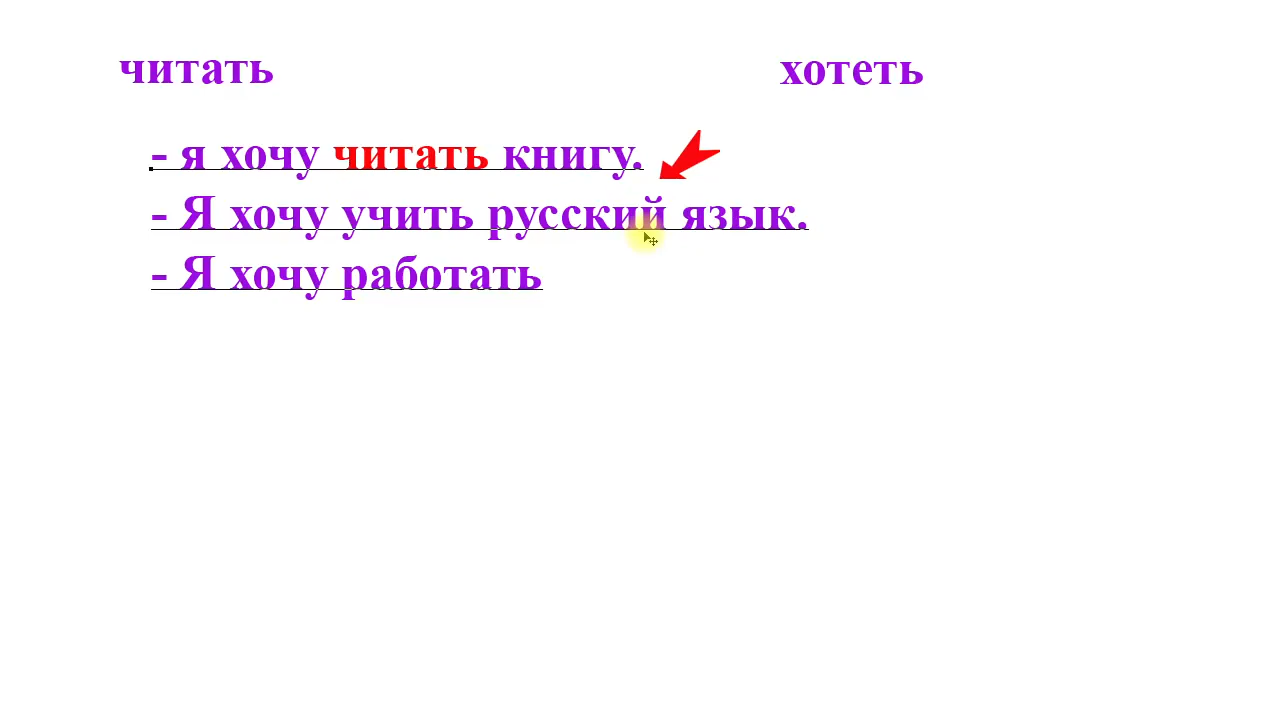 читать хотеть
- я хочу читать книгу.
- Я хочу учить русский язык.
- Я хочу работать